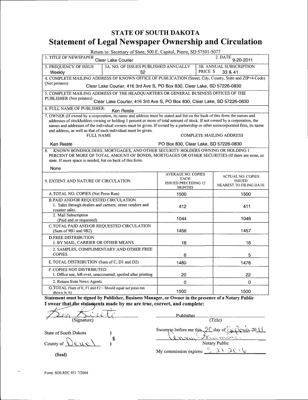 STATE OF SOUTH DAKOTA
Statement of Legal Newspaper Ownership and Circulation
Return to: Secretary of State, 500 E. Capitol, Pierre, SD 57501-5077
1. TITLE OF NEWSPAPER
Clear Lake Courier
2. DATE
9-20-2011
3. FREQUENCY OF ISSUE
Weekly
3A. NO. OF ISSUES PUBLISHED ANNUALLY
52
3B. ANNUAL SUBSCRIPTION
PRICE $ 33 & 41
4. COMPLETE MAILING ADDRESS OF KNOWN OFFICE OF PUBLICATION (Street, City, County, State and ZIP+4 Code)
(Not printers)
Clear Lake Courier, 416 3rd Ave S, PO Box 830, Clear Lake, SD 57226-0830
5. COMPLETE MAILING ADDRESS OF THE HEADQUARTERS OR GENERAL BUSINESS OFFICES OF THE
PUBLISHER (Not printer)
Clear Lake Courier, 416 3rd Ave S, PO Box 830, Clear Lake, SD 57226-0830
6. FULL NAME OF PUBLISHER:
Ken Reiste
7. OWNER (If owned by a corporation, its name and address must be stated and list on the back of this form the names and
addresses of stockholders owning or holding 1 percent or more of total amount of stock. If not owned by a corporation, the
names and addresses of the individual owners must be given. If owned by a partnership or other unincorporated firm, its name
and address, as well as that of each individual must be given.
FULL NAME
COMPLETE MAILING ADDRESS
Ken Reiste
PO Box 830, Clear Lake, SD 57226-0830
8. KNOWN BONDHOLDERS, MORTGAGES, AND OTHER SECURITY HOLDERS OWNING OR HOLDING 1
PERCENT OR MORE OF TOTAL AMOUNT OF BONDS, MORTGAGES OR OTHER SECURITIES (If there are none, so
state. If more space is needed, list on back of this form.
None
9. EXTENT AND NATURE OF CIRCULATION
AVERAGE NO. COPIES
EACH
ISSUED PRECEDING 12
MONTHS
ACTUAL NO. COPIES
ISSUED
NEAREST TO FILING DATE
A. TOTAL NO. COPIES (Net Press Run)
1500
1500
B. PAID AND/OR REQUESTED CIRCULATION
1. Sales through dealers and carriers, street vendors and
counter sales.
412
411
2. Mail Subscription
(Paid and or requested)
1044
1046
C. TOTAL PAID AND/OR REQUESTED CIRCULATION
(Sum of 9B1 and 9B2)
1456
1457
D. FREE DISTRIBUTION
1. BY MAIL, CARRIER OR OTHER MEANS
16
16
2. SAMPLES, COMPLIMENTARY AND OTHER FREE
COPIES
8
5
E. TOTAL DISTRIBUTION (Sum of C, D1 and D2)
1480
1478
F. COPIES NOT DISTRIBUTED
1. Office use, left over, unaccounted, spoiled after printing
20
22
2. Return from News Agents
0
0
G. TOTAL (Sum of E, F1 and F2 - Should equal net press run
shown in A)
1500
1500
Statement must be signed by Publisher, Business Manager, or Owner in the presence of a Notary Public
I swear that the statements made by me are true, correct, and complete:
Ken Reiste
(Signature)
Publisher
(Title)
State of South Dakota )
§
County of Deuel )
(Seal)
Sworn to before me this 20 day of 2011
Notary Public
My commission expires:
Form: SOS REC 051 7/2004